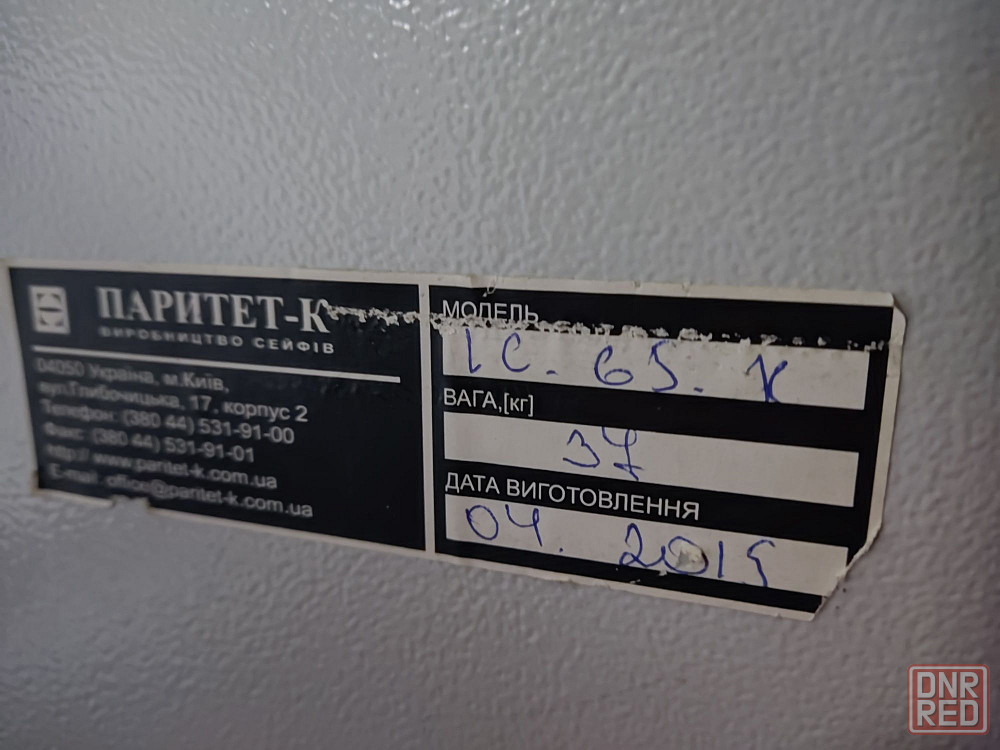 ПАРИТЕТ-К
ВИРОБНИЦТВО СЕЙФІВ
04050 Україна, м.Київ,
вул.Глибочицька, 17, корпус 2
Телефон: (380 44) 531-91-00
Факс: (380 44) 531-91-01
http:// www.paritet-k.com.ua
E-mail: office@paritet-k.com.ua
МОДЕЛЬ
1С. 65. К
ВАГА,[кг]
37
ДАТА ВИГОТОВЛЕННЯ
04. 2015
DNR
RED